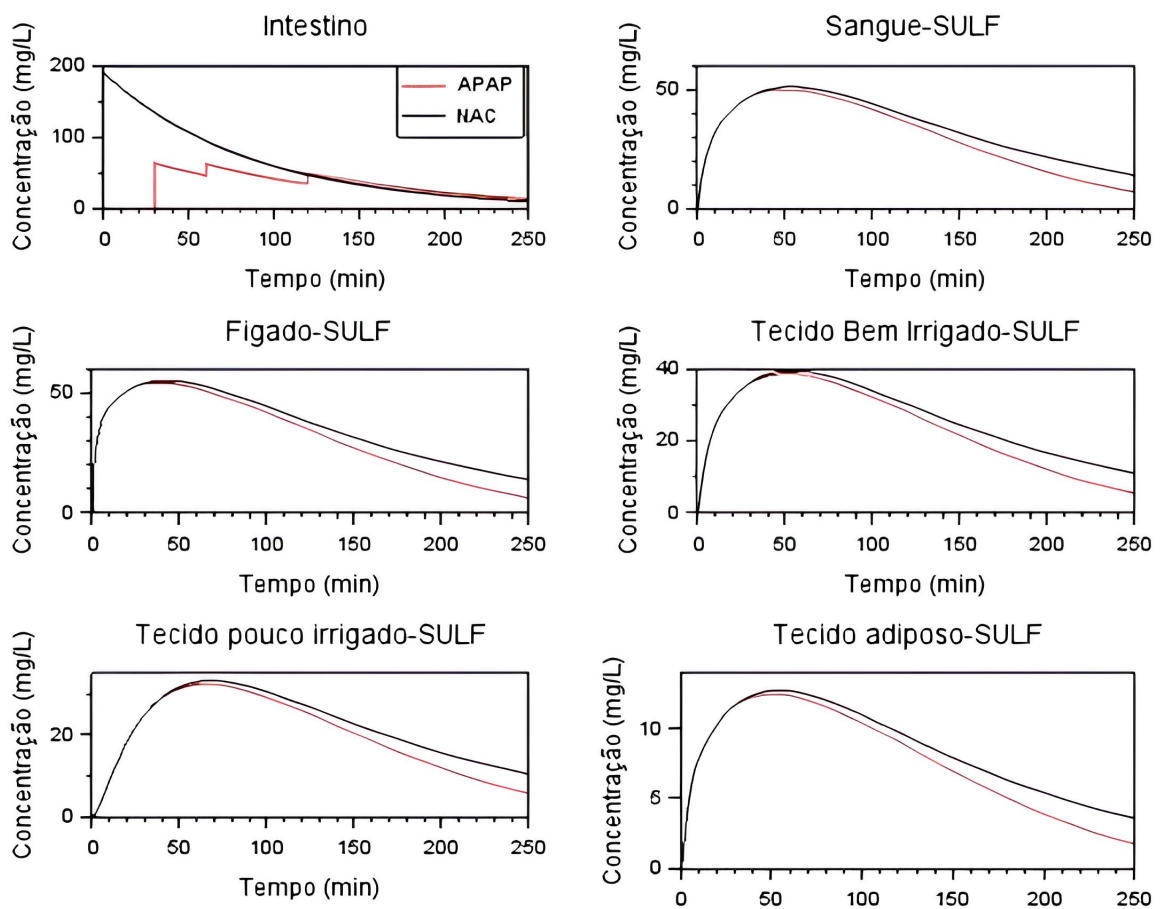 Intestino
Concentração (mg/L)
200
100
0
APAP
NAC
0 50 100 150 200 250
Tempo (min)
Sangue-SULF
Concentração (mg/L)
50
0
0 50 100 150 200 250
Tempo (min)
Figado-SULF
Concentração (mg/L)
50
0
0 50 100 150 200 250
Tempo (min)
Tecido Bem Irrigado-SULF
Concentração (mg/L)
40
20
0
0 50 100 150 200 250
Tempo (min)
Tecido pouco irrigado-SULF
Concentração (mg/L)
20
0
0 50 100 150 200 250
Tempo (min)
Tecido adiposo-SULF
Concentração (mg/L)
10
0
0 50 100 150 200 250